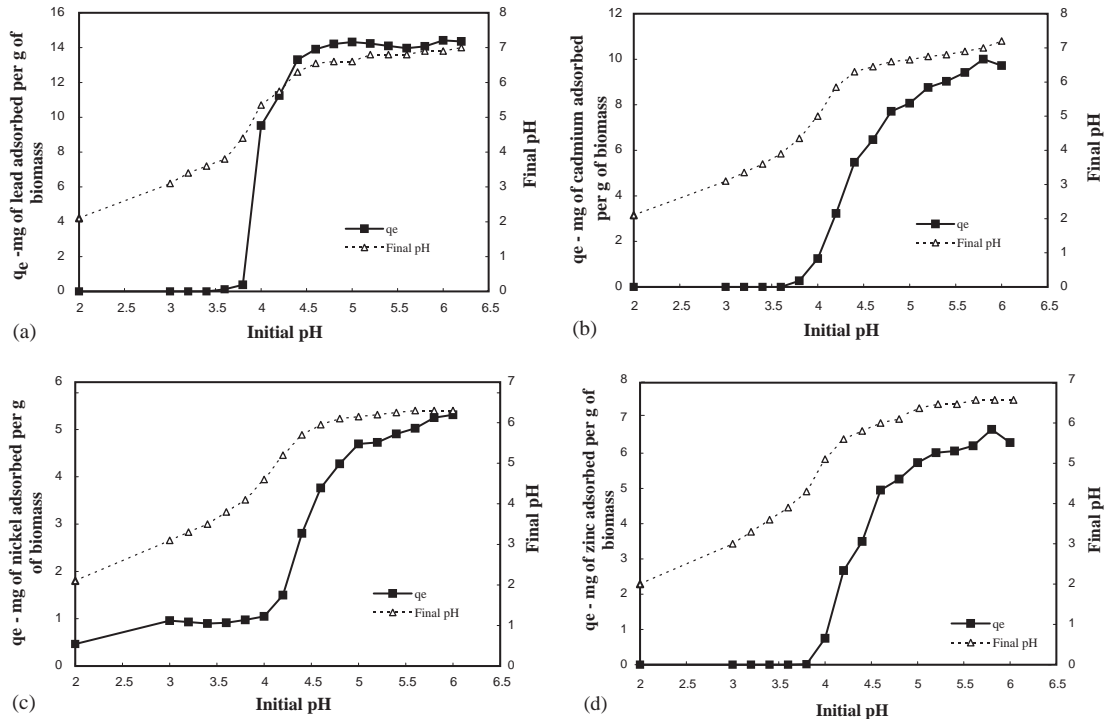 16
14
12
10
8
6
4
2
0
8
7
6
5
4
3
2
1
0
2 2.5 3 3.5 4 4.5 5 5.5 6 6.5
qe -mg of lead adsorbed per g of
biomass
Final pH
qe
Final pH
Initial pH
(a)
12
10
8
6
4
2
0
8
7
6
5
4
3
2
1
0
2 2.5 3 3.5 4 4.5 5 5.5 6 6.5
qe - mg of cadmium adsorbed
per g of biomass
Final pH
qe
Final pH
Initial pH
(b)
6
5
4
3
2
1
0
7
6
5
4
3
2
1
0
2 2.5 3 3.5 4 4.5 5 5.5 6 6.5
qe - mg of nickel adsorbed per g
of biomass
Final pH
qe
Final pH
Initial pH
(c)
8
7
6
5
4
3
2
1
0
7
6
5
4
3
2
1
0
2 2.5 3 3.5 4 4.5 5 5.5 6 6.5
qe - mg of zinc adsorbed per g of
biomass
Final pH
qe
Final pH
Initial pH
(d)